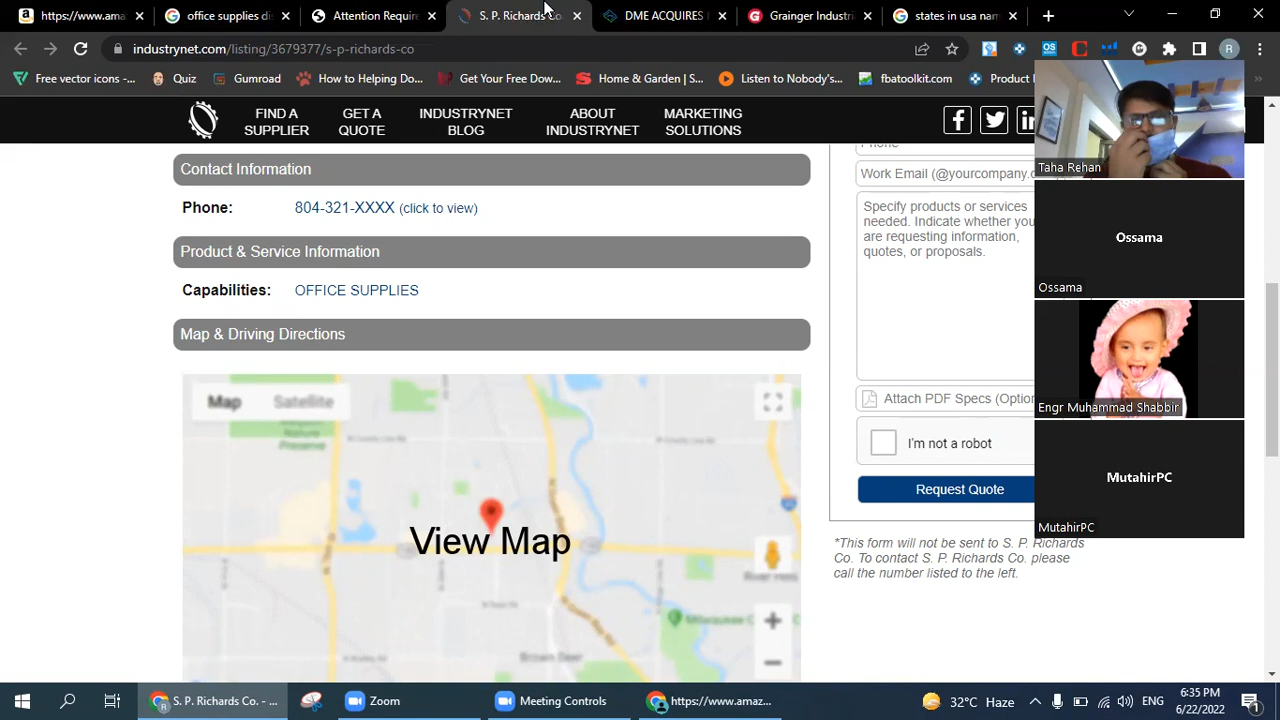 https://www.ama:
office supplies dis
Attention Require
S. P. Richards Co.
DME ACQUIRES
Grainger Industri
states in usa nam
industrynet.com/listing/3679377/s-p-richards-co
R
Free vector icons -...
Quiz
Gumroad
How to Helping Do...
Get Your Free Dow...
Home & Garden | S...
Listen to Nobody's...
fbatoolkit.com
Product
FIND A SUPPLIER
GET A QUOTE
INDUSTRYNET BLOG
ABOUT INDUSTRYNET
MARKETING SOLUTIONS
Contact Information
Phone: 804-321-XXXX (click to view)
Product & Service Information
Capabilities: OFFICE SUPPLIES
Map & Driving Directions
Map
Satellite
View Map
Brown Deer
Phone
Work Email (@yourcompany.c
Specify products or services
needed. Indicate whether you
are requesting information,
quotes, or proposals.
Attach PDF Specs (Option
I'm not a robot
Request Quote
*This form will not be sent to S. P. Richards
Co. To contact S. P. Richards Co. please
call the number listed to the left.
Taha Rehan
Ossama
Ossama
Engr Muhammad Shabbir
MutahirPC
MutahirPC
S. P. Richards Co. - ...
Zoom
Meeting Controls
https://www.amaz...
32°C Haze
ENG
6:35 PM
6/22/2022